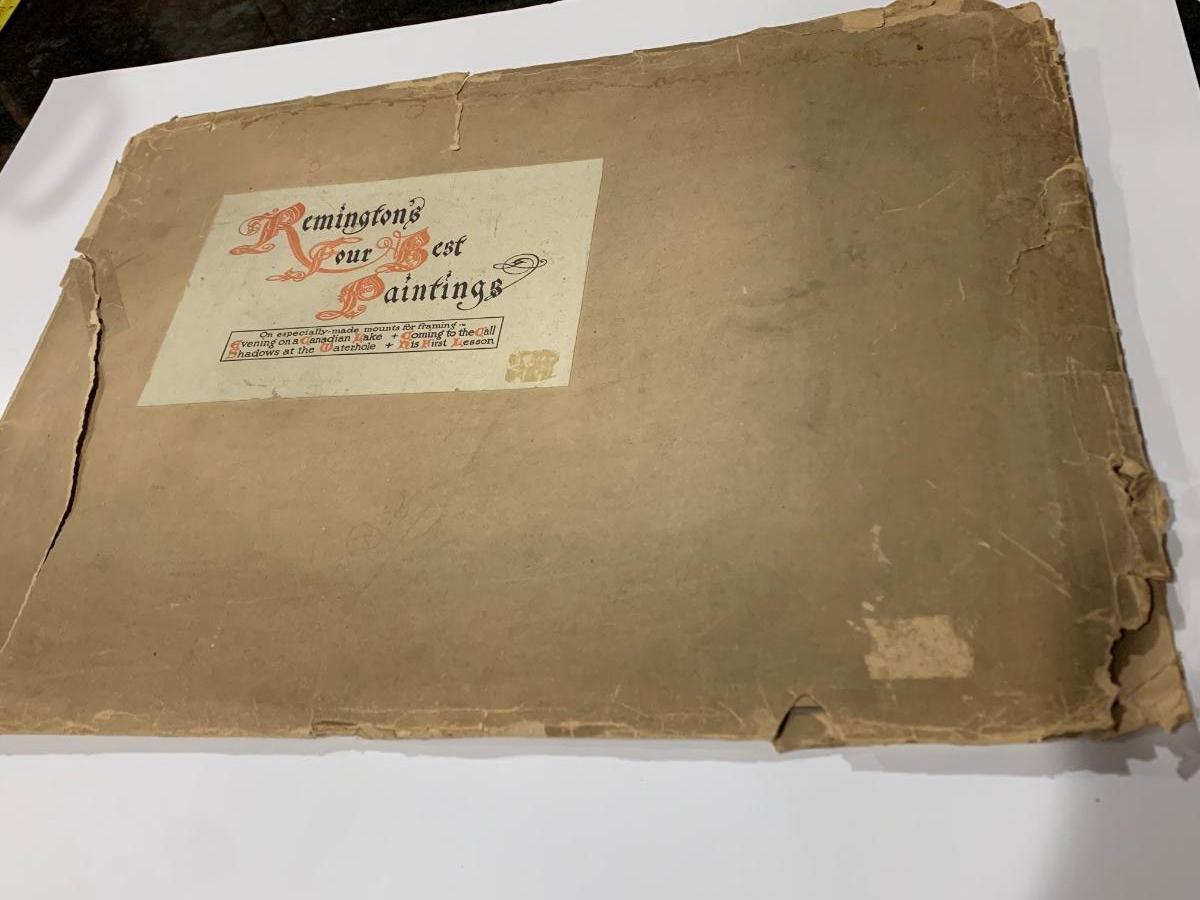 Remington's
Four Best
Paintings
On especially-made mounts for framing ~
Evening on a Canadian Lake + Coming to the Call
Shadows at the Waterhole + His First Lesson